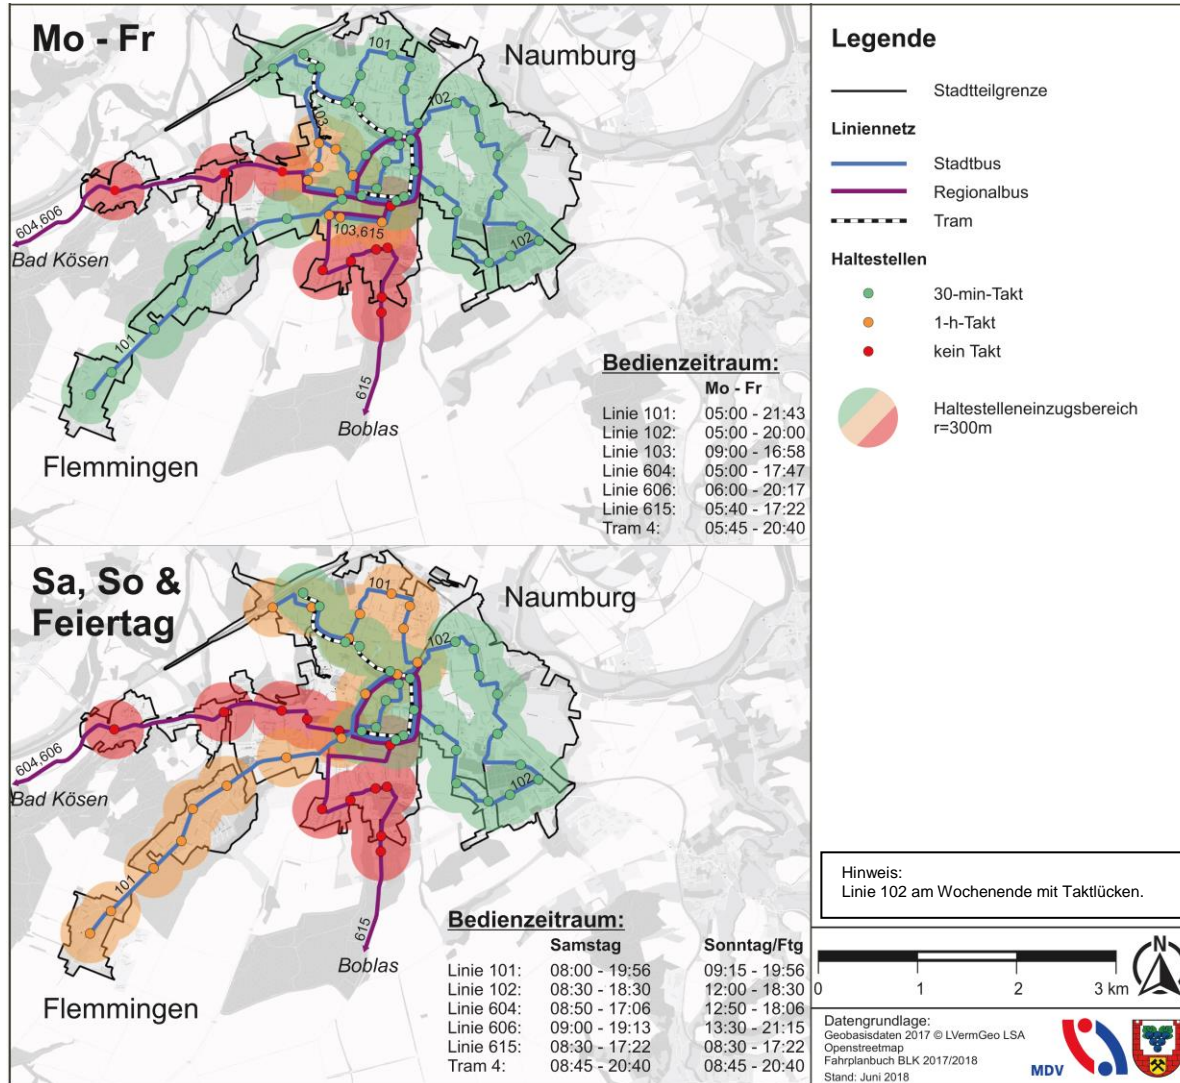 Mo - Fr
Naumburg
101
102
103
604,606
Bad Kösen
103,615
102
101
615
Boblas
Flemmingen
Bedienzeitraum:
Mo - Fr
Linie 101: 05:00 - 21:43
Linie 102: 05:00 - 20:00
Linie 103: 09:00 - 16:58
Linie 604: 05:00 - 17:47
Linie 606: 06:00 - 20:17
Linie 615: 05:40 - 17:22
Tram 4: 05:45 - 20:40
Sa, So &
Feiertag
Naumburg
101
102
604,606
Bad Kösen
102
101
615
Boblas
Flemmingen
Bedienzeitraum:
Samstag Sonntag/Ftg
Linie 101: 08:00 - 19:56 09:15 - 19:56
Linie 102: 08:30 - 18:30 12:00 - 18:30
Linie 604: 08:50 - 17:06 12:50 - 18:06
Linie 606: 09:00 - 19:13 13:30 - 21:15
Linie 615: 08:30 - 17:22 08:30 - 17:22
Tram 4: 08:45 - 20:40 08:45 - 20:40
Legende
Stadtteilgrenze
Liniennetz
Stadtbus
Regionalbus
Tram
Haltestellen
30-min-Takt
1-h-Takt
kein Takt
Haltestelleneinzugsbereich
r=300m
Hinweis:
Linie 102 am Wochenende mit Taktlücken.
0 1 2 3 km
N
Datengrundlage:
Geobasisdaten 2017 © LVermGeo LSA
Openstreetmap
Fahrplanbuch BLK 2017/2018
Stand: Juni 2018
MDV